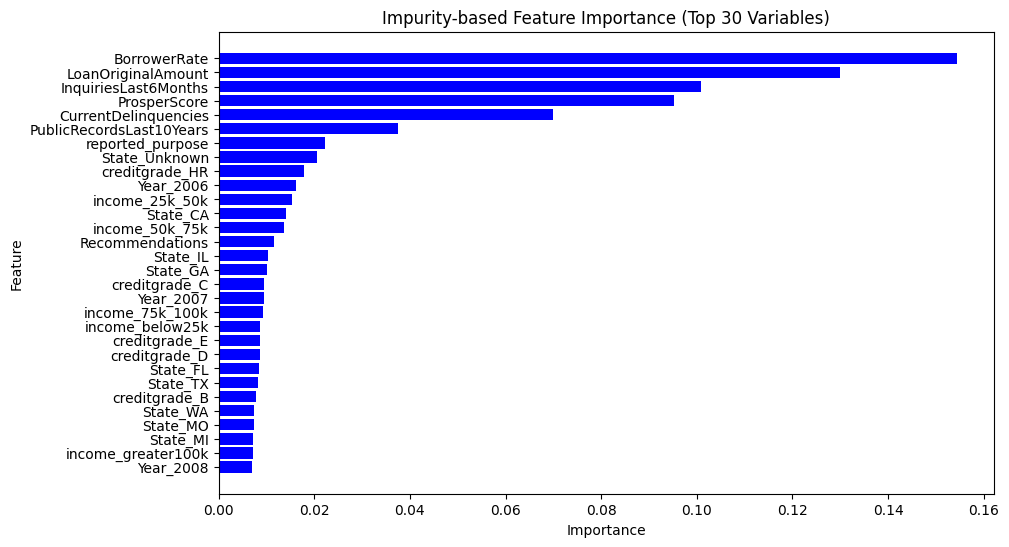 Impurity-based Feature Importance (Top 30 Variables)
Feature
BorrowerRate
LoanOriginalAmount
InquiriesLast6Months
ProsperScore
CurrentDelinquencies
PublicRecordsLast10Years
reported_purpose
State_Unknown
creditgrade_HR
Year_2006
income_25k_50k
State_CA
income_50k_75k
Recommendations
State_IL
State_GA
creditgrade_C
Year_2007
income_75k_100k
income_below25k
creditgrade_E
creditgrade_D
State_FL
State_TX
creditgrade_B
State_WA
State_MO
State_MI
income_greater100k
Year_2008
0.00 0.02 0.04 0.06 0.08 0.10 0.12 0.14 0.16
Importance